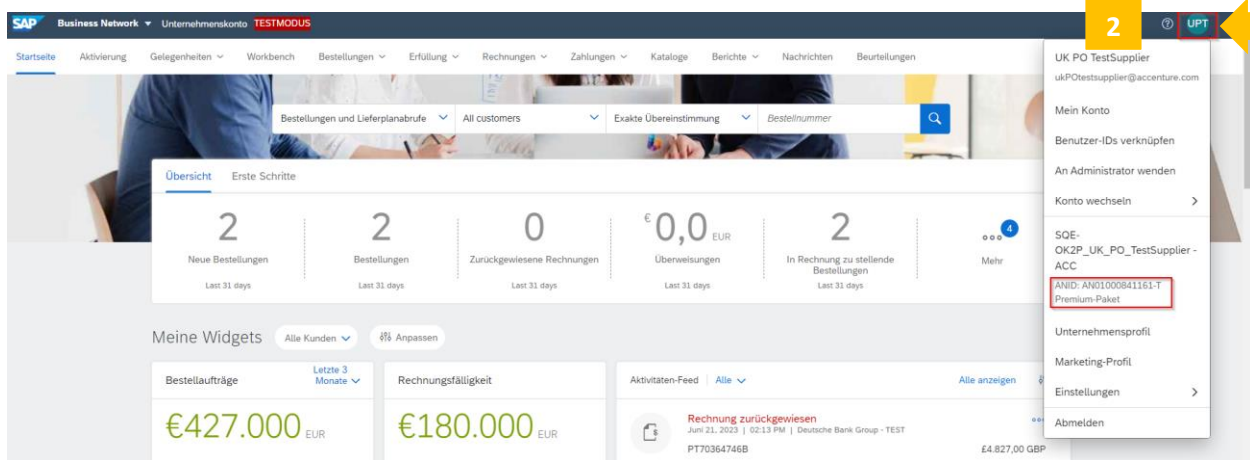 SAP Business Network Unternehmenskonto TESTMODUS
2
UPT
Startseite Aktivierung Gelegenheiten Workbench Bestellungen Erfüllung Rechnungen Zahlungen Kataloge Berichte Nachrichten Beurteilungen
Bestellungen und Lieferplanabrufe All customers Exakte Übereinstimmung Bestellnummer
Übersicht Erste Schritte
2
Neue Bestellungen
Last 31 days
2
Bestellungen
Last 31 days
0
Zurückgewiesene Rechnungen
Last 31 days
€0,0 EUR
Überweisungen
Last 31 days
2
In Rechnung zu stellende
Bestellungen
Last 31 days
4
Mehr
Meine Widgets Alle Kunden Anpassen
Bestellaufträge
Letzte 3
Monate
€427.000 EUR
Rechnungsfälligkeit
€180.000 EUR
Aktivitäten-Feed Alle Alle anzeigen
Rechnung zurückgewiesen
Juni 21, 2023 | 02:13 PM | Deutsche Bank Group - TEST
PT70364746B £4.827,00 GBP
UK PO TestSupplier
ukPOtestsupplier@accenture.com
Mein Konto
Benutzer-IDs verknüpfen
An Administrator wenden
Konto wechseln
SQE-
OK2P_UK_PO_TestSupplier -
ACC
ANID: AN01000841161-T
Premium-Paket
Unternehmensprofil
Marketing-Profil
Einstellungen
Abmelden